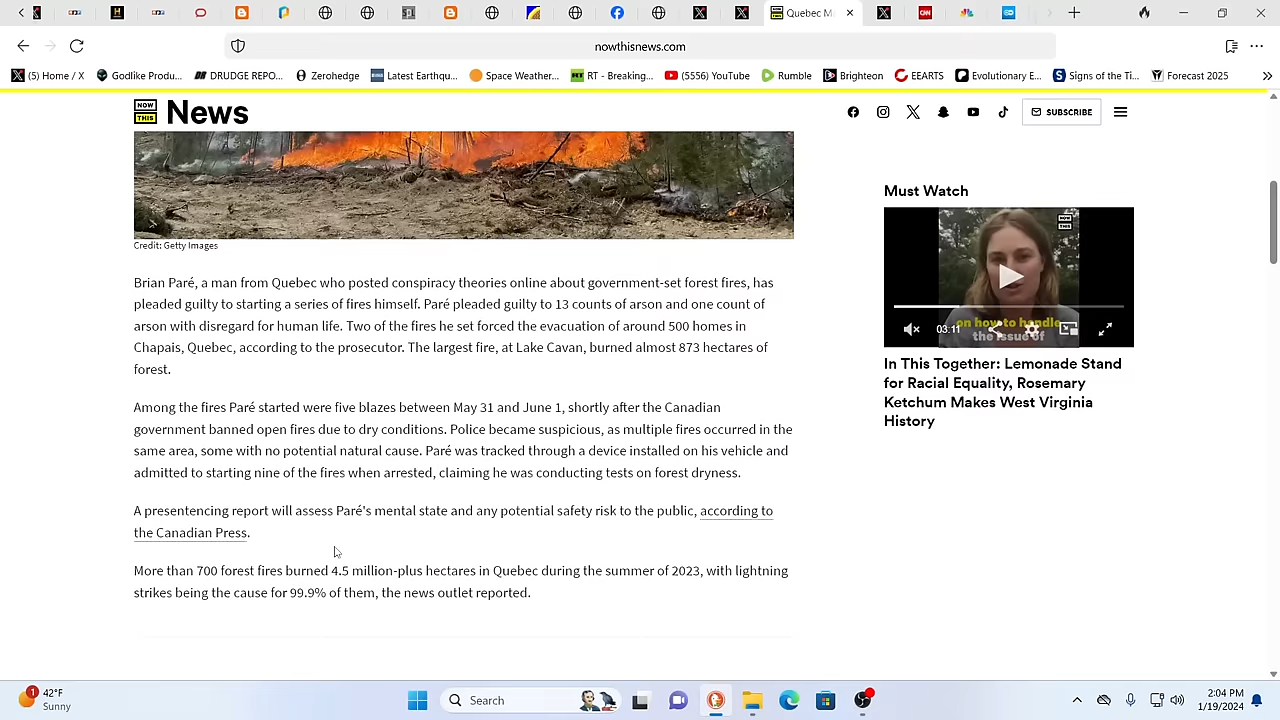 Quebec M
nowthisnews.com
(5) Home / X
Godlike Produ...
DRUDGE REPO...
Zerohedge
Latest Earthqu...
Space Weather...
RT - Breaking...
(5556) YouTube
Rumble
Brighteon
EEARTS
Evolutionary E...
Signs of the Ti...
Forecast 2025
NOW
THIS
News
SUBSCRIBE
Credit: Getty Images
Brian Paré, a man from Quebec who posted conspiracy theories online about government-set forest fires, has
pleaded guilty to starting a series of fires himself. Paré pleaded guilty to 13 counts of arson and one count of
arson with disregard for human life. Two of the fires he set forced the evacuation of around 500 homes in
Chapais, Quebec, according to the prosecutor. The largest fire, at Lake Cavan, burned almost 873 hectares of
forest.
Among the fires Paré started were five blazes between May 31 and June 1, shortly after the Canadian
government banned open fires due to dry conditions. Police became suspicious, as multiple fires occurred in the
same area, some with no potential natural cause. Paré was tracked through a device installed on his vehicle and
admitted to starting nine of the fires when arrested, claiming he was conducting tests on forest dryness.
A presentencing report will assess Paré's mental state and any potential safety risk to the public, according to
the Canadian Press.
More than 700 forest fires burned 4.5 million-plus hectares in Quebec during the summer of 2023, with lightning
strikes being the cause for 99.9% of them, the news outlet reported.
Must Watch
NOW
THIS
on how to handle
the issue of
03:11
In This Together: Lemonade Stand
for Racial Equality, Rosemary
Ketchum Makes West Virginia
History
1
42°F
Sunny
Search
2:04 PM
1/19/2024